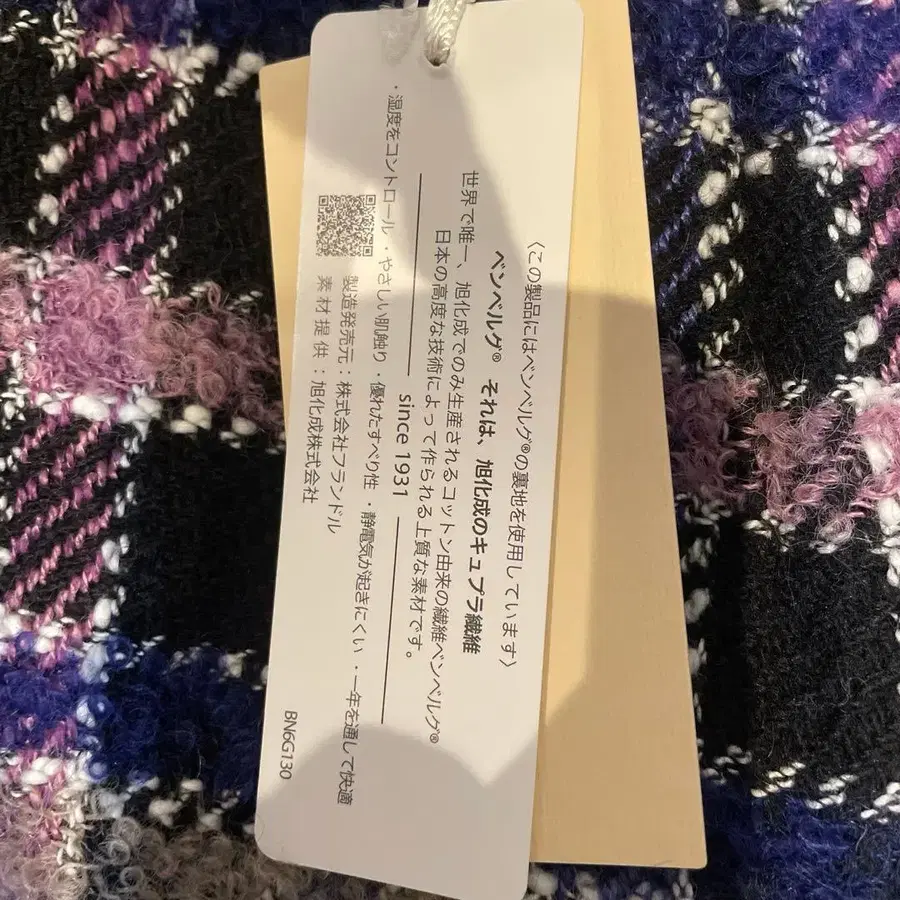 〈この製品にはベンベルグ®の裏地を使用しています〉
ベンベルグ® それは、旭化成のキュプラ繊維
世界で唯一、旭化成でのみ生産されるコットン由来の繊維ベンベルグ®
日本の高度な技術によって作られる上質な素材です。
since 1931
・湿度をコントロール・やさしい肌触り・優れたすべり性・静電気が起きにくい・一年を通して快適
製造発売元：株式会社フランドル
素材提供：旭化成株式会社
BN6G130